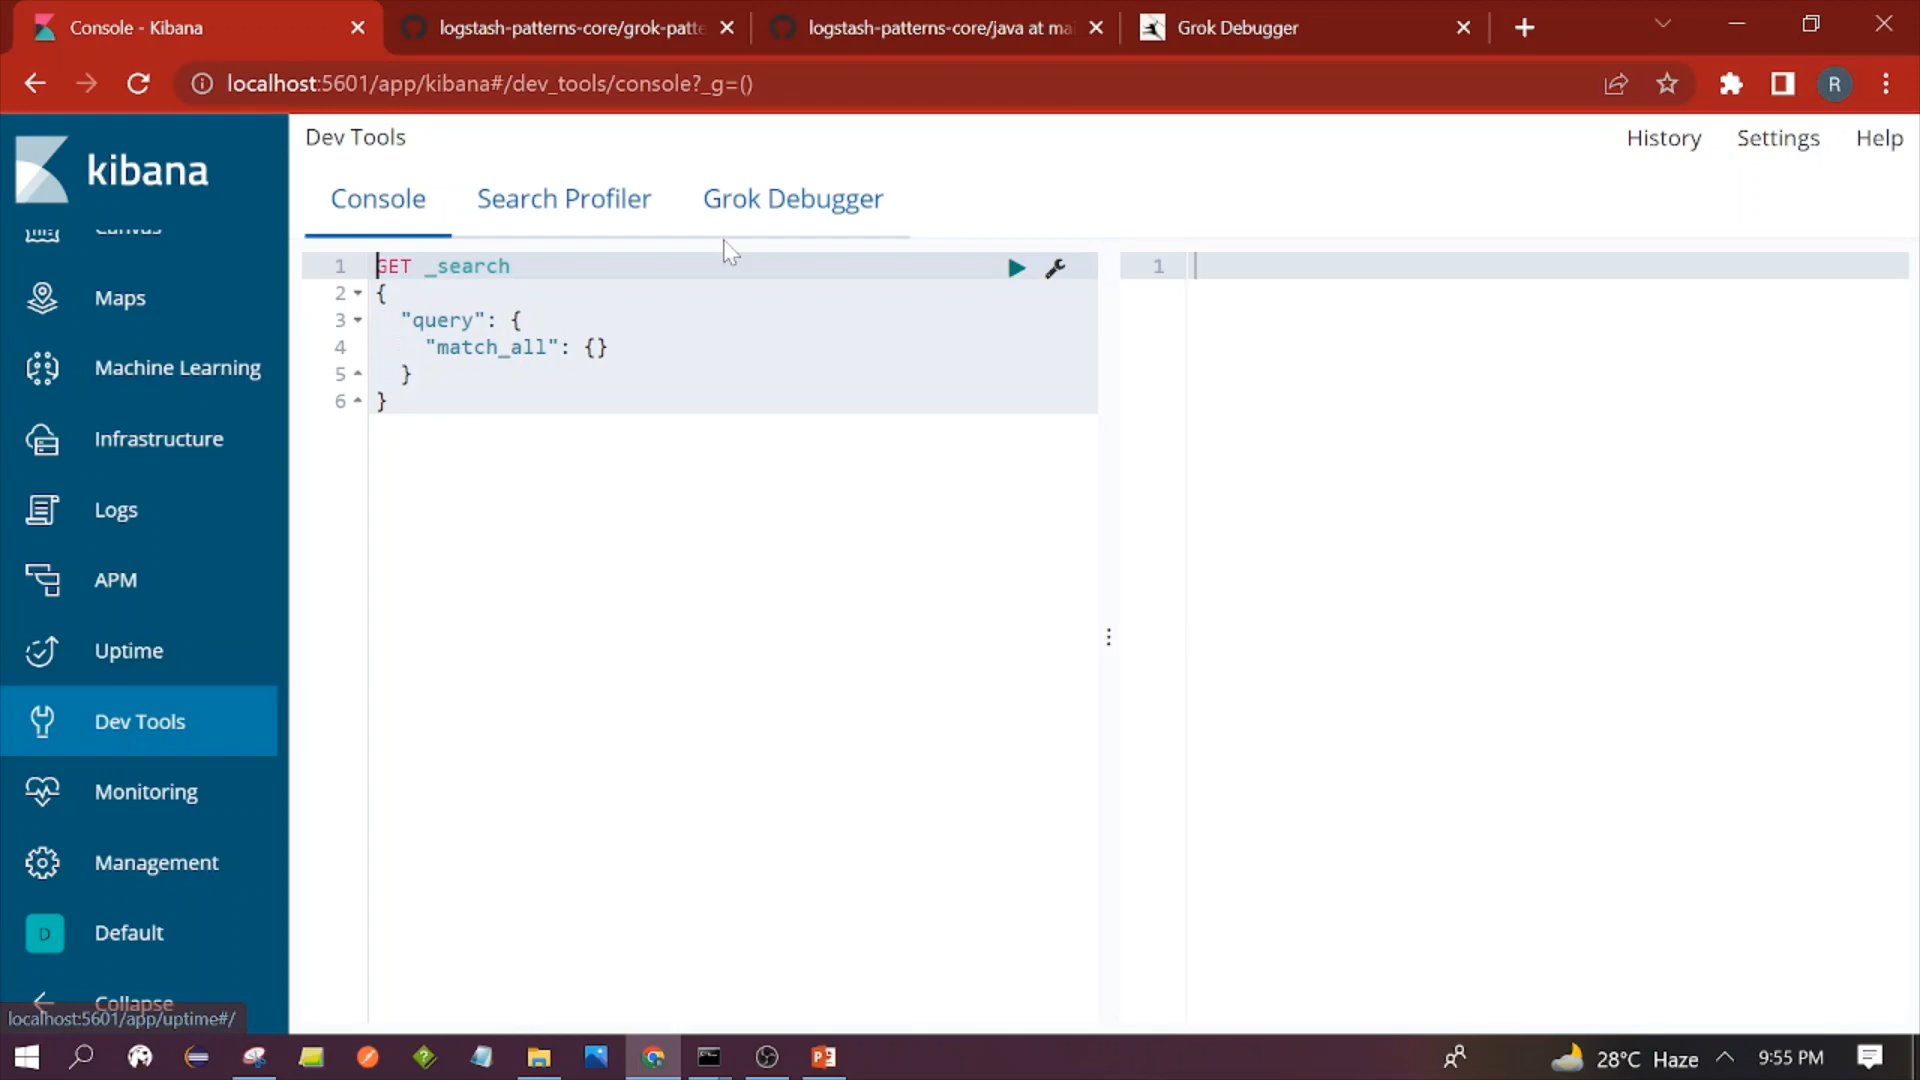 Console - Kibana
logstash-patterns-core/grok-patte
logstash-patterns-core/java at mai
Grok Debugger
localhost:5601/app/kibana#/dev_tools/console?_g=()
R
kibana
Canvas
Maps
Machine Learning
Infrastructure
Logs
APM
Uptime
Dev Tools
Monitoring
Management
D Default
Collapse
localhost:5601/app/uptime#/
Dev Tools
History Settings Help
Console Search Profiler Grok Debugger
1 GET _search
2 {
3 "query": {
4 "match_all": {}
5 }
6 }
1
28°C Haze
9:55 PM